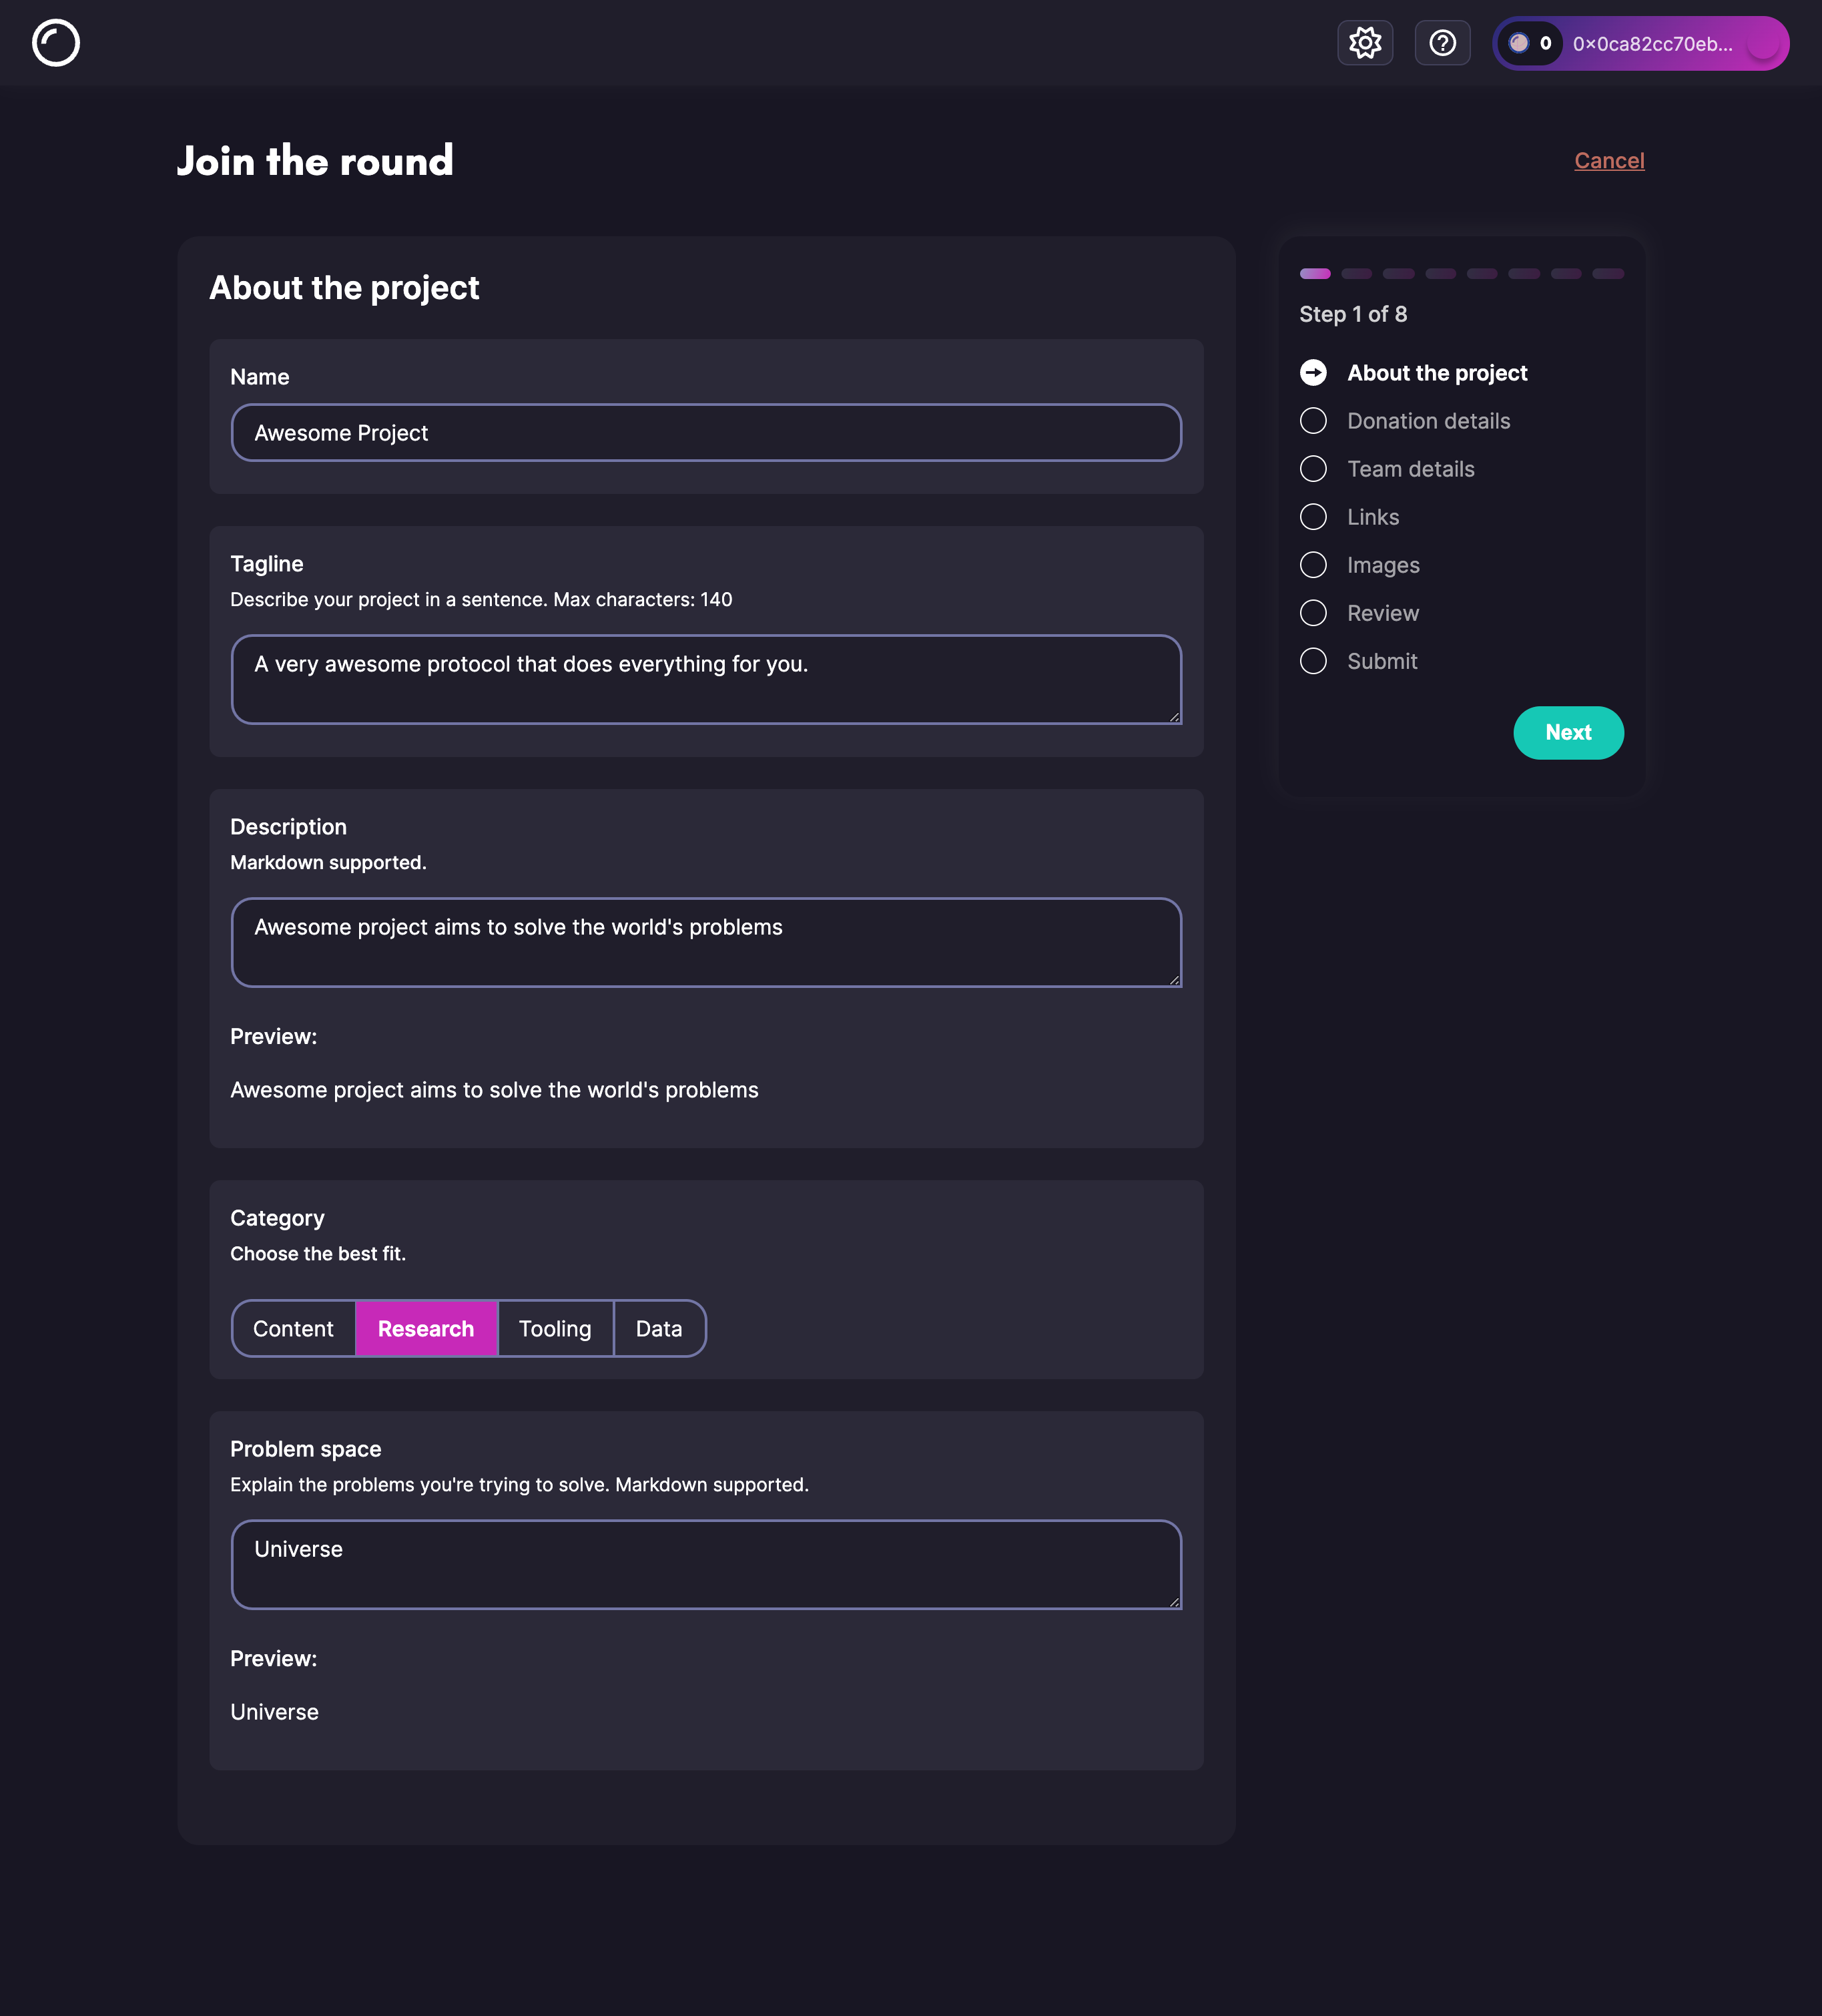 0
0x0ca82cc70eb...
Join the round
Cancel
About the project
Name
Awesome Project
Tagline
Describe your project in a sentence. Max characters: 140
A very awesome protocol that does everything for you.
Description
Markdown supported.
Awesome project aims to solve the world's problems
Preview:
Awesome project aims to solve the world's problems
Category
Choose the best fit.
Content
Research
Tooling
Data
Problem space
Explain the problems you're trying to solve. Markdown supported.
Universe
Preview:
Universe
Step 1 of 8
About the project
Donation details
Team details
Links
Images
Review
Submit
Next